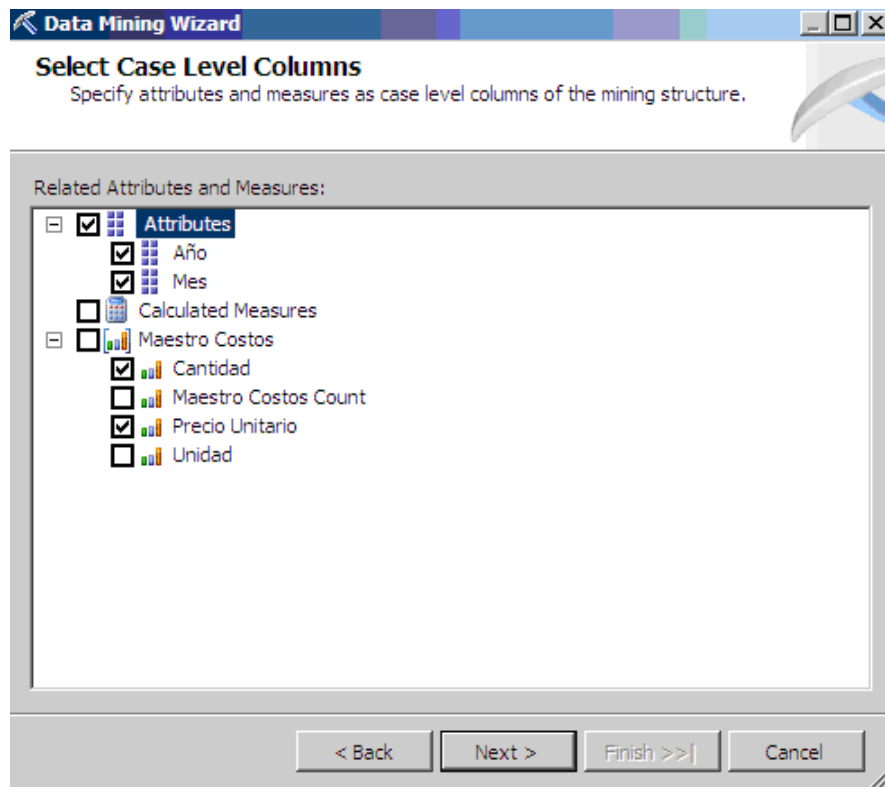 Data Mining Wizard
Select Case Level Columns
Specify attributes and measures as case level columns of the mining structure.
Related Attributes and Measures:
Attributes
Año
Mes
Calculated Measures
Maestro Costos
Cantidad
Maestro Costos Count
Precio Unitario
Unidad
< Back Next > Finish >>| Cancel